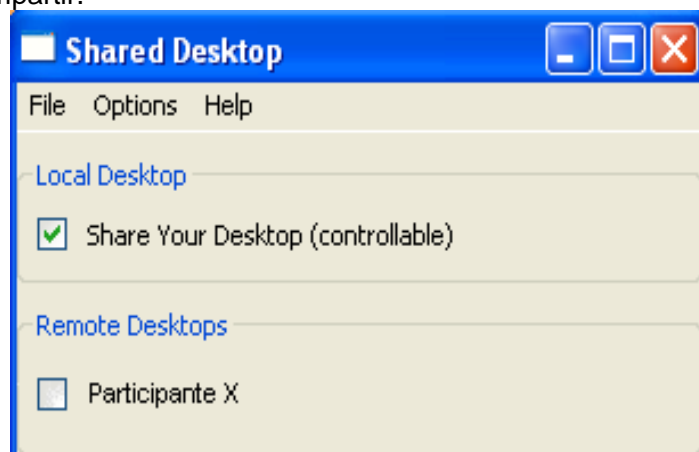 Shared Desktop
File Options Help
Local Desktop
Share Your Desktop (controllable)
Remote Desktops
Participante X